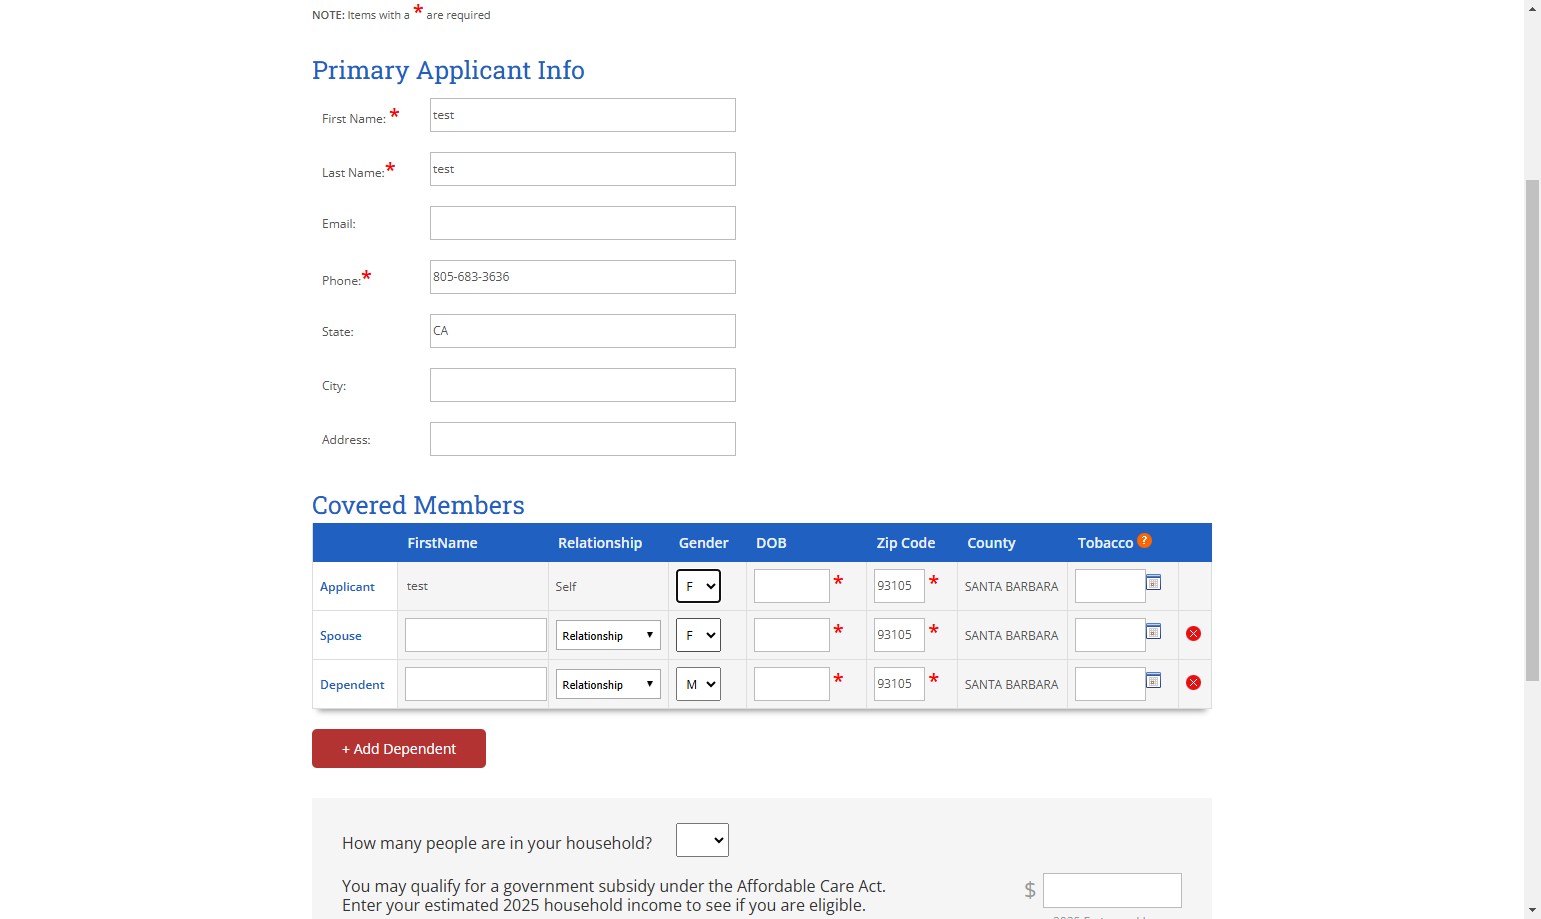 NOTE: Items with a * are required
Primary Applicant Info
First Name: * test
Last Name:* test
Email:
Phone:* 805-683-3636
State: CA
City:
Address:
Covered Members
FirstName Relationship Gender DOB Zip Code County Tobacco ?
Applicant test Self F * 93105 * SANTA BARBARA
Spouse Relationship F * 93105 * SANTA BARBARA
Dependent Relationship M * 93105 * SANTA BARBARA
+ Add Dependent
How many people are in your household?
You may qualify for a government subsidy under the Affordable Care Act. $
Enter your estimated 2025 household income to see if you are eligible.